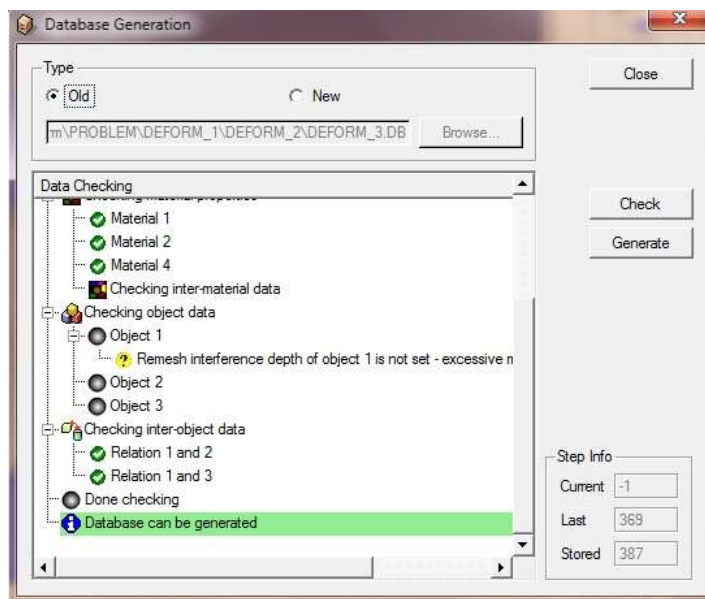 Database Generation
x
Type
Old
New
m\PROBLEM\DEFORM_1\DEFORM_2\DEFORM_3.DB
Browse...
Close
Data Checking
Checking material properties
Material 1
Material 2
Material 4
Checking inter-material data
Checking object data
Object 1
Remesh interference depth of object 1 is not set - excessive m
Object 2
Object 3
Checking inter-object data
Relation 1 and 2
Relation 1 and 3
Done checking
Database can be generated
Check
Generate
Step Info
Current -1
Last 369
Stored 387